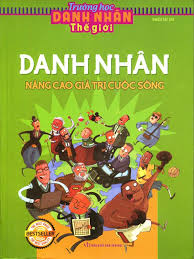 Trường học
DANH NHÂN
Thế giới
DANH NHÂN
NÂNG CAO GIÁ TRỊ CUỘC SỐNG
BESTSELLER